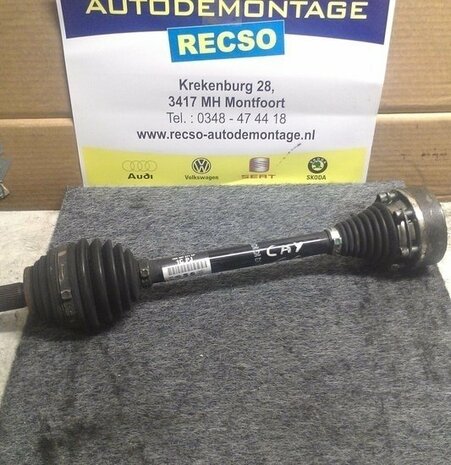 AUTODEMONTAGE
RECSO
Krekenburg 28,
3417 MH Montfoort
Tel. : 0348 - 47 44 18
www.recso-autodemontage.nl
Audi
Volkswagen
SEAT
SKODA
CAY